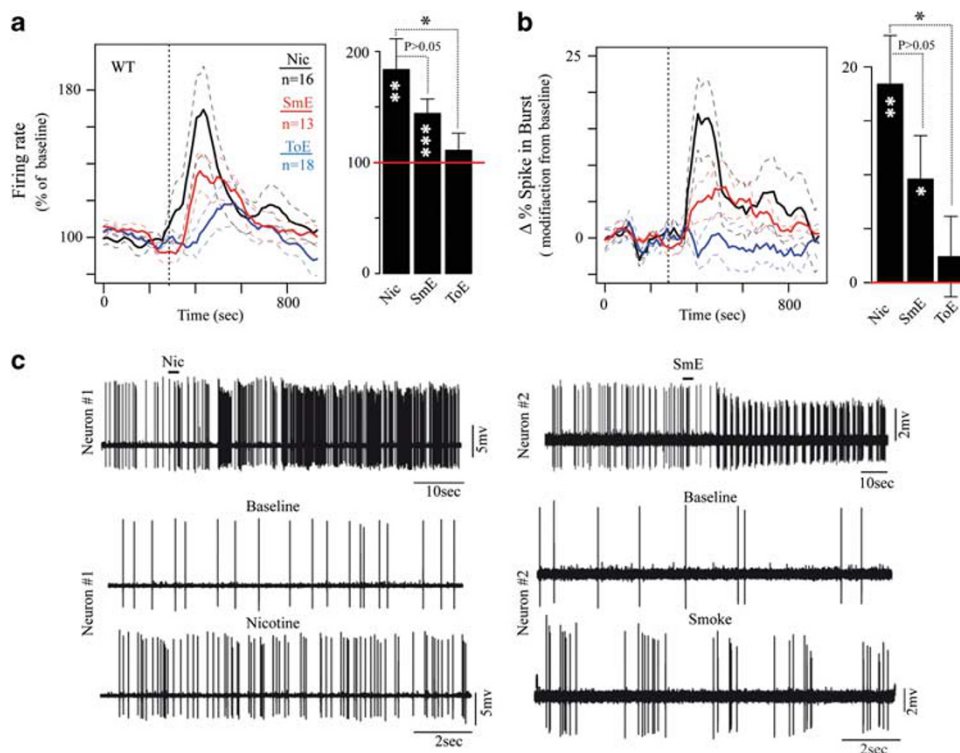 a
Firing rate
(% of baseline)
180
100
WT
Nic
n=16
SmE
n=13
ToE
n=18
0
800
Time (sec)
*
P>0.05
200
100
0
**
***
Nic
SmE
ToE
b
Δ % Spike in Burst
( modifiaction from baseline)
25
0
0
800
Time (sec)
*
P>0.05
20
0
**
*
Nic
SmE
ToE
c
Nic
Neuron #1
5mv
10sec
SmE
Neuron #2
2mv
10sec
Baseline
Neuron #1
Nicotine
5mv
2sec
Baseline
Neuron #2
Smoke
2mv
2sec